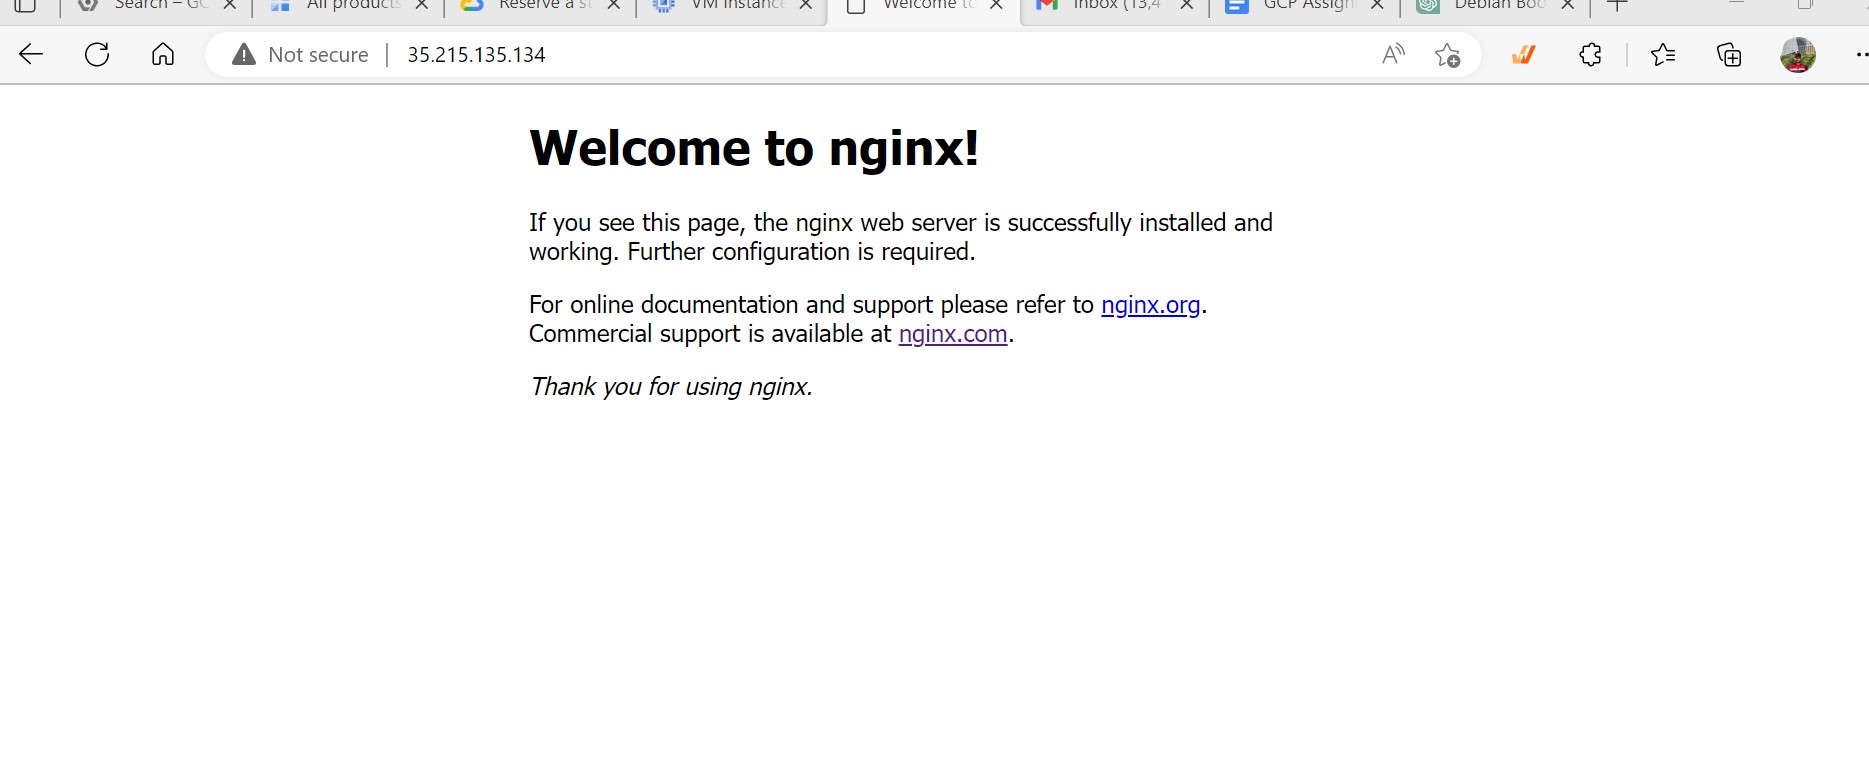 Search – GC
All products
Reserve a st
VM instance
Welcome to
Inbox (13,4
GCP Assign
Debian Boo
Not secure
35.215.135.134
Welcome to nginx!
If you see this page, the nginx web server is successfully installed and
working. Further configuration is required.
For online documentation and support please refer to nginx.org.
Commercial support is available at nginx.com.
Thank you for using nginx.